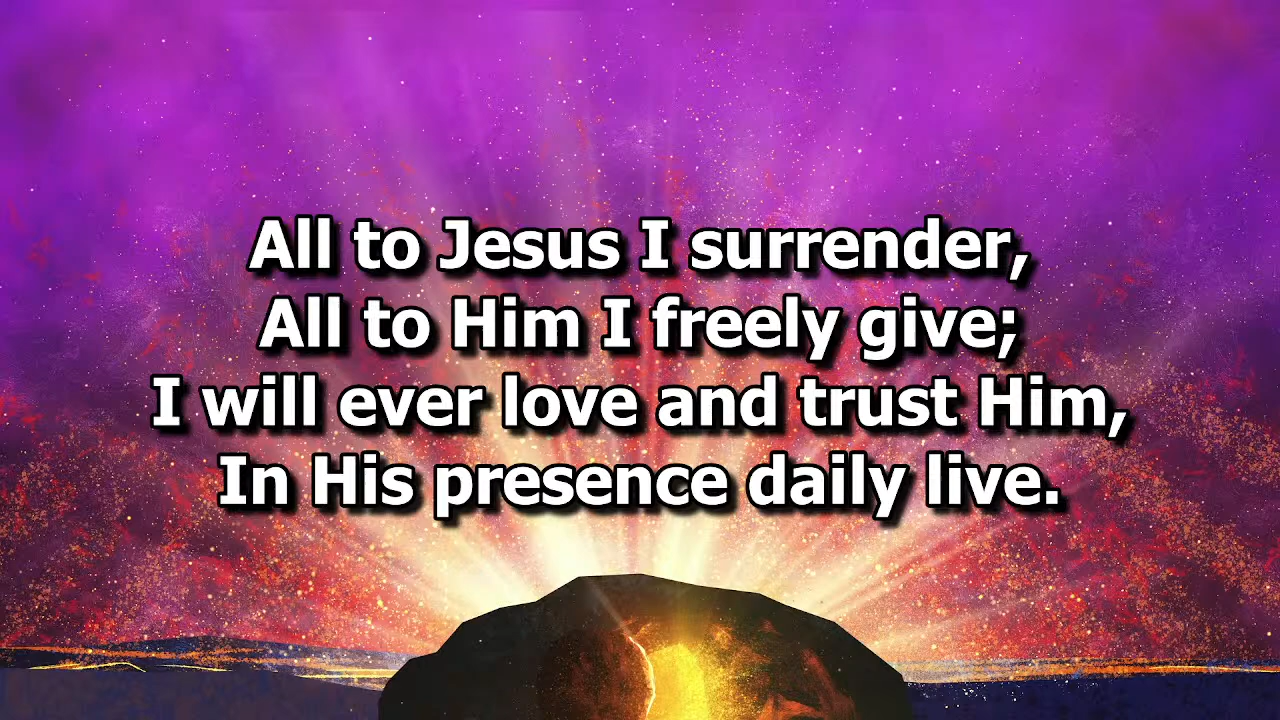 All to Jesus I surrender,
All to Him I freely give;
I will ever love and trust Him,
In His presence daily live.